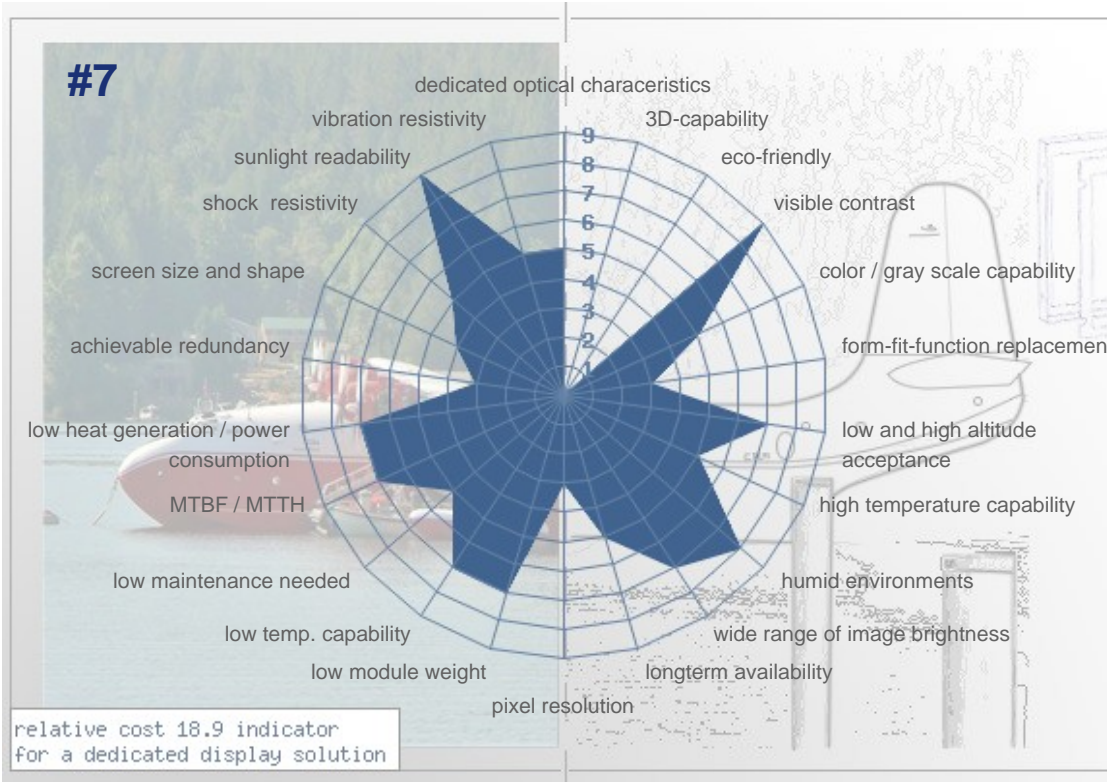 #7
dedicated optical characeristics
vibration resistivity
3D-capability
sunlight readability
eco-friendly
shock resistivity
visible contrast
screen size and shape
color / gray scale capability
achievable redundancy
form-fit-function replacemen
low heat generation / power
consumption
low and high altitude
acceptance
MTBF / MTTH
high temperature capability
low maintenance needed
humid environments
low temp. capability
wide range of image brightness
low module weight
longterm availability
pixel resolution
9
8
7
6
5
4
3
2
1
relative cost 18.9 indicator
for a dedicated display solution